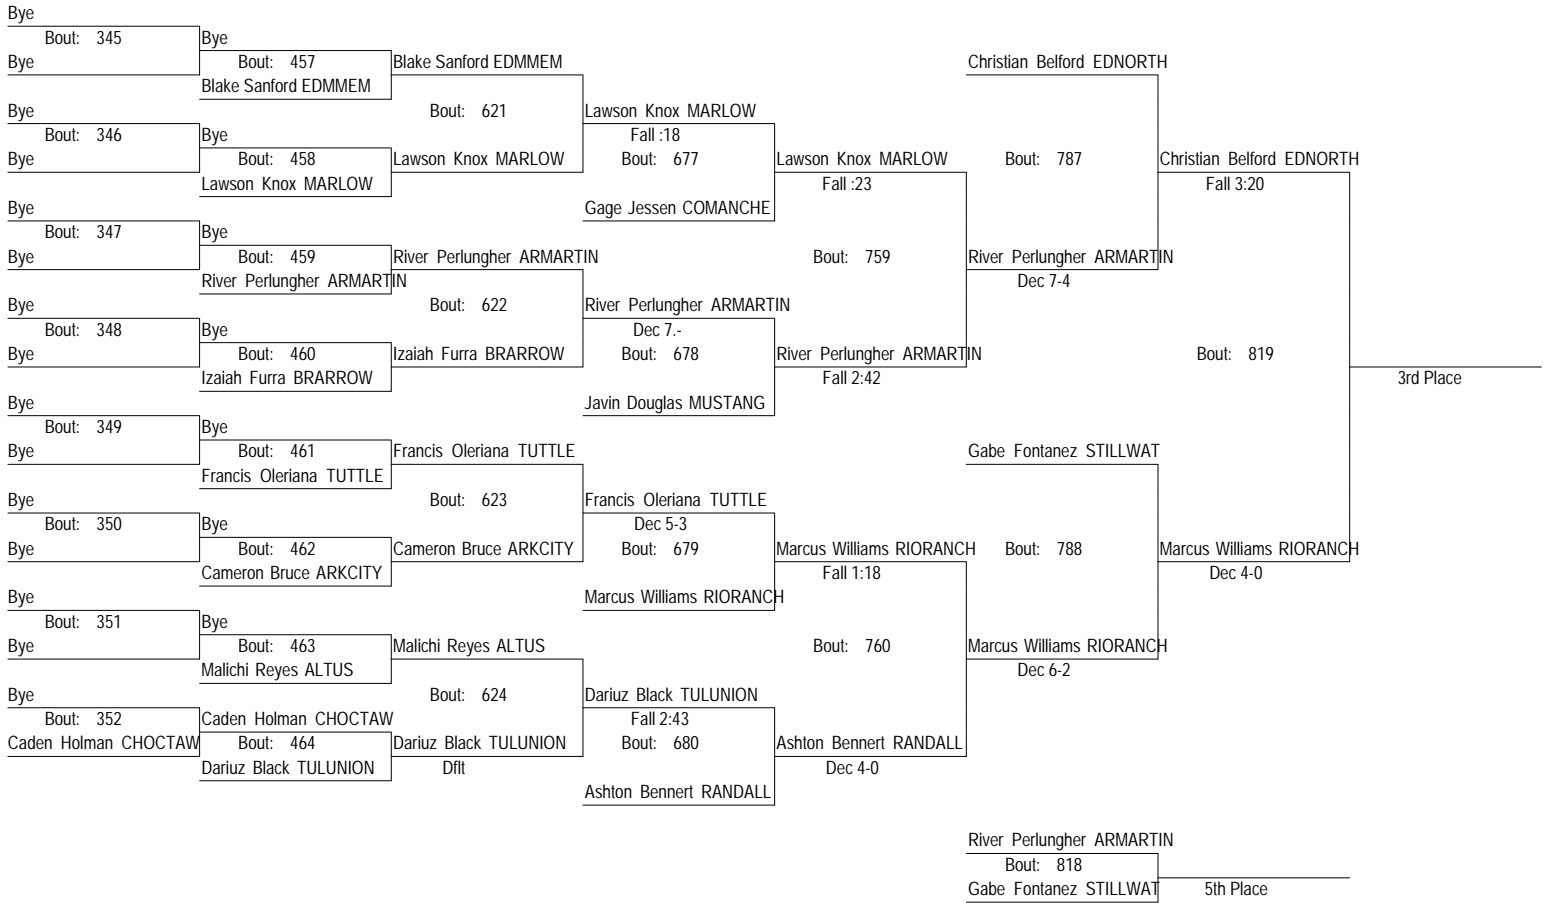 Bye
Bout: 345
Bye
Bye
Bout: 457
Blake Sanford EDMMEM
Blake Sanford EDMMEM
Christian Belford EDNORTH
Bye
Bout: 346
Bye
Bye
Bout: 458
Lawson Knox MARLOW
Bout: 621
Lawson Knox MARLOW
Lawson Knox MARLOW
Fall :18
Bout: 677
Gage Jessen COMANCHE
Lawson Knox MARLOW
Fall :23
Bout: 787
Christian Belford EDNORTH
Fall 3:20
Bye
Bout: 347
Bye
Bye
Bout: 459
River Perlungher ARMARTIN
River Perlungher ARMARTIN
Bout: 759
River Perlungher ARMARTIN
Dec 7-4
Bye
Bout: 348
Bye
Bye
Bout: 460
Izaiah Furra BRARROW
Bout: 622
Izaiah Furra BRARROW
River Perlungher ARMARTIN
Dec 7.-
Bout: 678
Javin Douglas MUSTANG
River Perlungher ARMARTIN
Fall 2:42
Bout: 819
3rd Place
Bye
Bout: 349
Bye
Bye
Bout: 461
Francis Oleriana TUTTLE
Francis Oleriana TUTTLE
Gabe Fontanez STILLWAT
Bye
Bout: 350
Bye
Bye
Bout: 462
Cameron Bruce ARKCITY
Bout: 623
Cameron Bruce ARKCITY
Francis Oleriana TUTTLE
Dec 5-3
Bout: 679
Marcus Williams RIORANCH
Marcus Williams RIORANCH
Fall 1:18
Bout: 788
Marcus Williams RIORANCH
Dec 4-0
Bye
Bout: 351
Bye
Bye
Bout: 463
Malichi Reyes ALTUS
Malichi Reyes ALTUS
Bout: 760
Marcus Williams RIORANCH
Dec 6-2
Bye
Bout: 352
Caden Holman CHOCTAW
Caden Holman CHOCTAW
Bout: 464
Dariuz Black TULUNION
Bout: 624
Dariuz Black TULUNION
Dflt
Dariuz Black TULUNION
Fall 2:43
Bout: 680
Ashton Bennert RANDALL
Ashton Bennert RANDALL
Dec 4-0
River Perlungher ARMARTIN
Bout: 818
Gabe Fontanez STILLWAT
5th Place